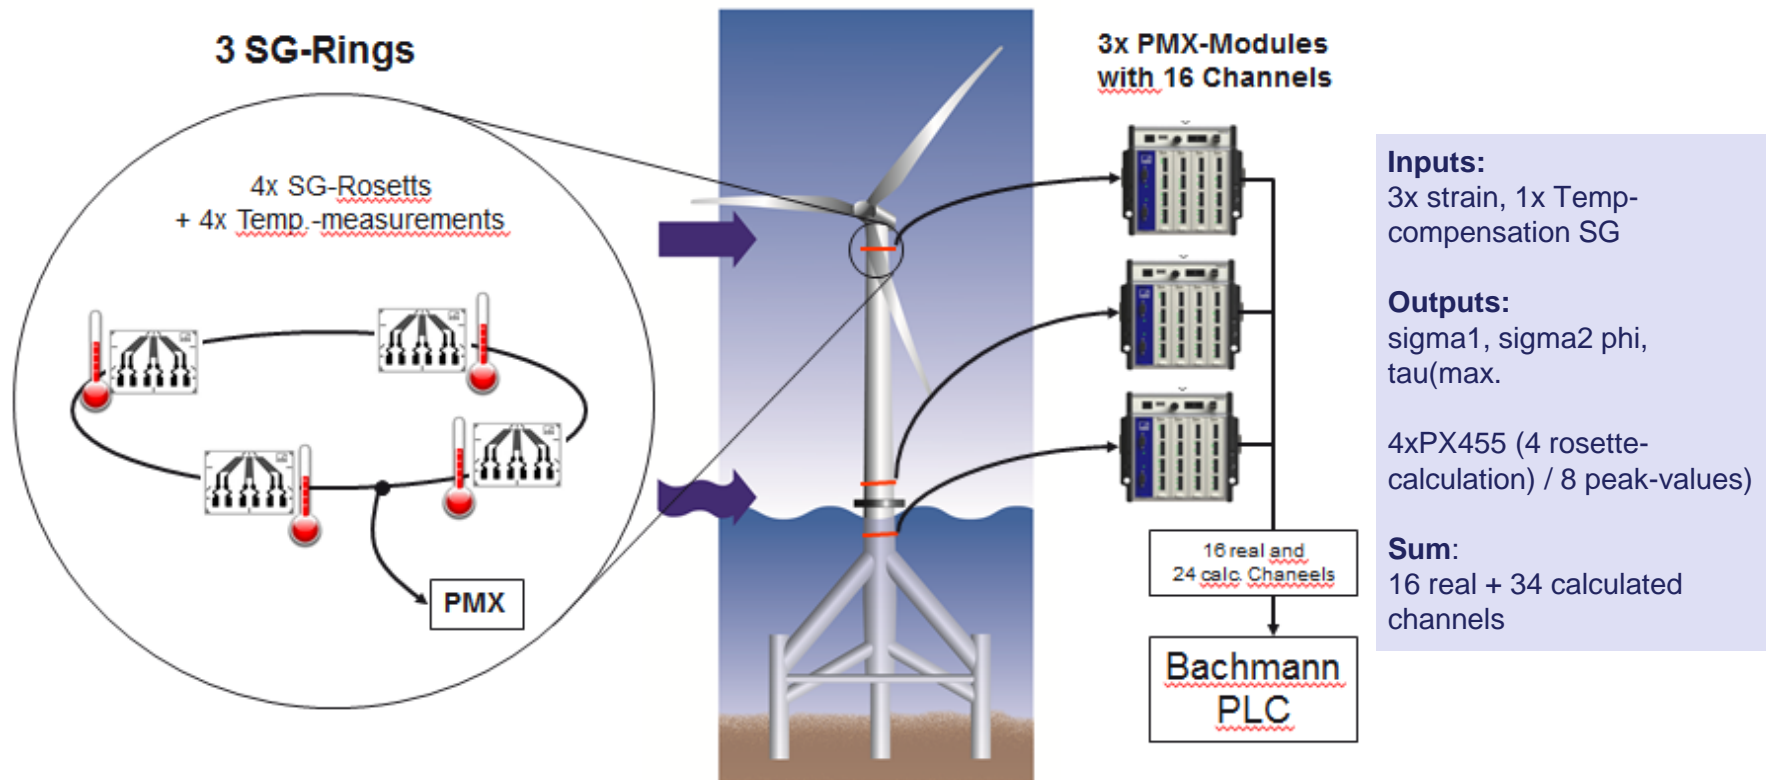 3 SG-Rings
4x SG-Rosetts
+ 4x Temp.-measurements
PMX
3x PMX-Modules
with 16 Channels
16 real and
24 calc. Chaneels
Bachmann
PLC
Inputs:
3x strain, 1x Temp-
compensation SG
Outputs:
sigma1, sigma2 phi,
tau(max.
4xPX455 (4 rosette-
calculation) / 8 peak-values)
Sum:
16 real + 34 calculated
channels